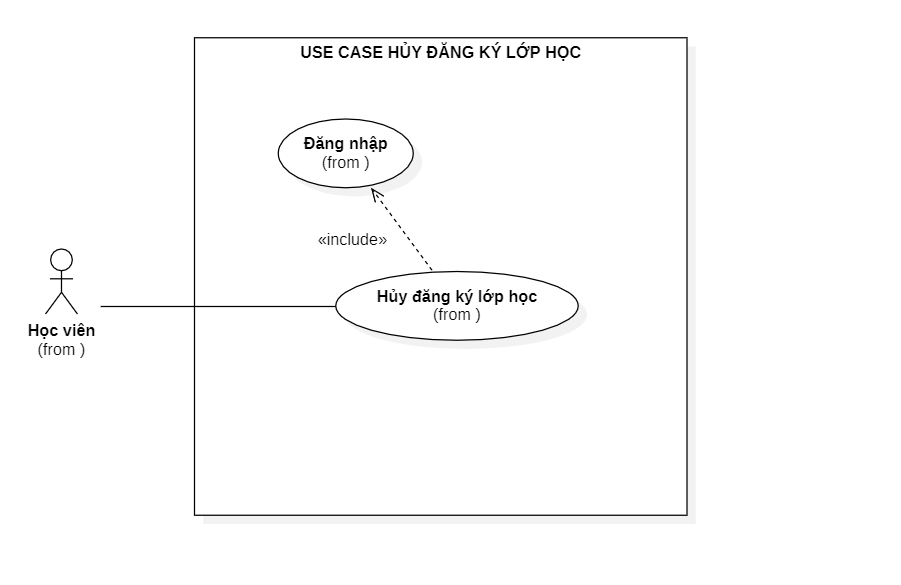 USE CASE HỦY ĐĂNG KÝ LỚP HỌC
Đăng nhập
(from )
«include»
Hủy đăng ký lớp học
(from )
Học viên
(from )